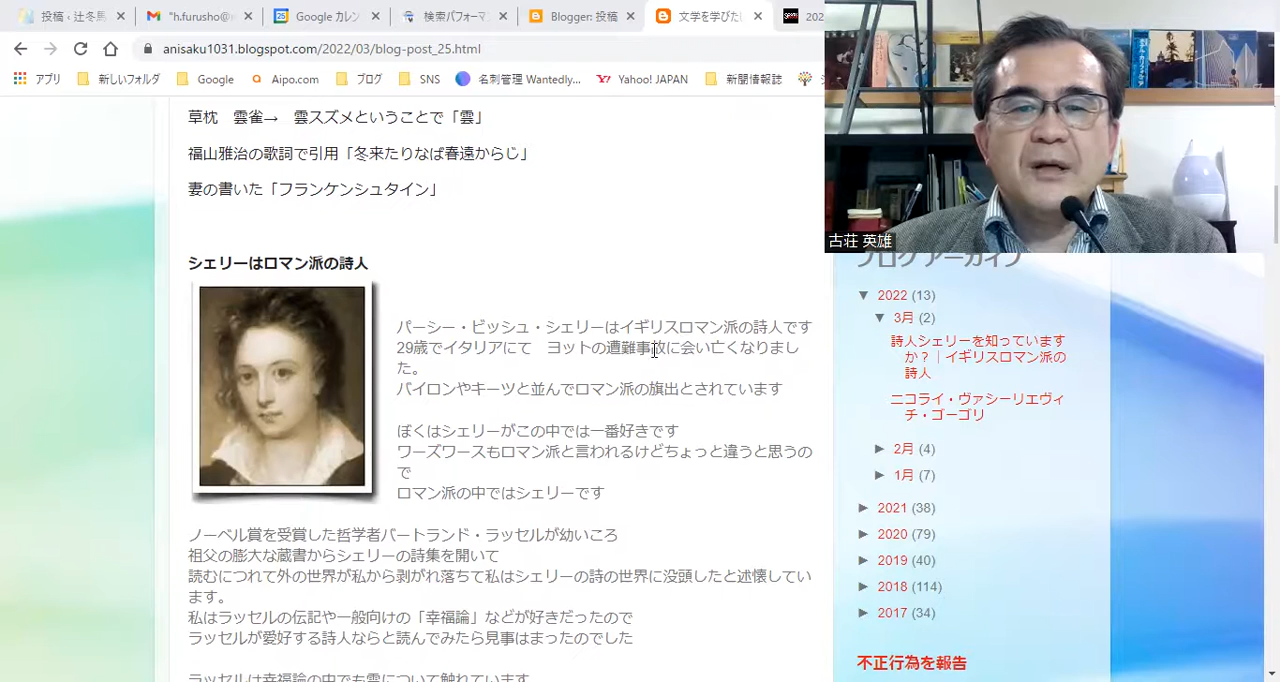 投稿 ‹ 辻冬馬
"h.furusho@
Google カレン
検索パフォーマン
Blogger: 投稿
文学を学びたい
202
anisaku1031.blogspot.com/2022/03/blog-post_25.html
アプリ
新しいフォルダ
Google
Aipo.com
ブログ
SNS
名刺管理 Wantedly...
Yahoo! JAPAN
新聞情報誌
草枕　雲雀→　雲スズメということで「雲」
福山雅治の歌詞で引用「冬来たりなば春遠からじ」
妻の書いた「フランケンシュタイン」
シェリーはロマン派の詩人
パーシー・ビッシュ・シェリーはイギリスロマン派の詩人です
29歳でイタリアにて　ヨットの遭難事故に会い亡くなりまし
た。
バイロンやキーツと並んでロマン派の旗出とされています
ぼくはシェリーがこの中では一番好きです
ワーズワースもロマン派と言われるけどちょっと違うと思うの
で
ロマン派の中ではシェリーです
ノーベル賞を受賞した哲学者バートランド・ラッセルが幼いころ
祖父の膨大な蔵書からシェリーの詩集を開いて
読むにつれて外の世界が私から剥がれ落ちて私はシェリーの詩の世界に没頭したと述懐してい
ます。
私はラッセルの伝記や一般向けの「幸福論」などが好きだったので
ラッセルが愛好する詩人ならと読んでみたら見事はまったのでした
ラッセルは幸福論の中でも雲について触れています
古荘 英雄
ブログ アーカイブ
▼ 2022 (13)
▼ 3月 (2)
詩人シェリーを知っています
か？｜イギリスロマン派の
詩人
ニコライ・ヴァシーリエヴィ
チ・ゴーゴリ
► 2月 (4)
► 1月 (7)
► 2021 (38)
► 2020 (79)
► 2019 (40)
► 2018 (114)
► 2017 (34)
不正行為を報告